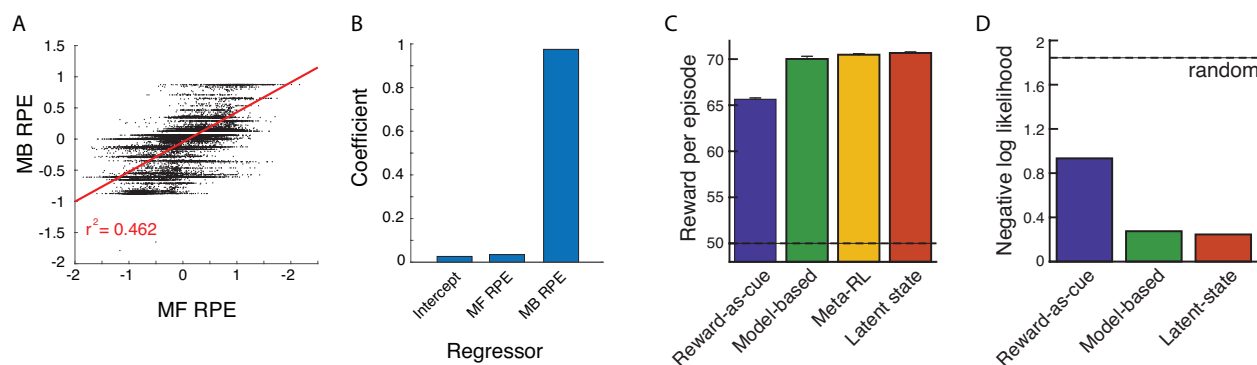 A
1.5
1
0.5
0
-0.5
-1
-1.5
-2
MB RPE
r² = 0.462
-2
-1
0
1
-2
MF RPE
B
1
0.8
0.6
0.4
0.2
0
Coefficient
Intercept
MF RPE
MB RPE
Regressor
C
70
65
60
55
50
Reward per episode
Reward-as-cue
Model-based
Meta-RL
Latent state
D
2
1.6
1.2
0.8
0.4
0
Negative log likelihood
random
Reward-as-cue
Model-based
Latent-state